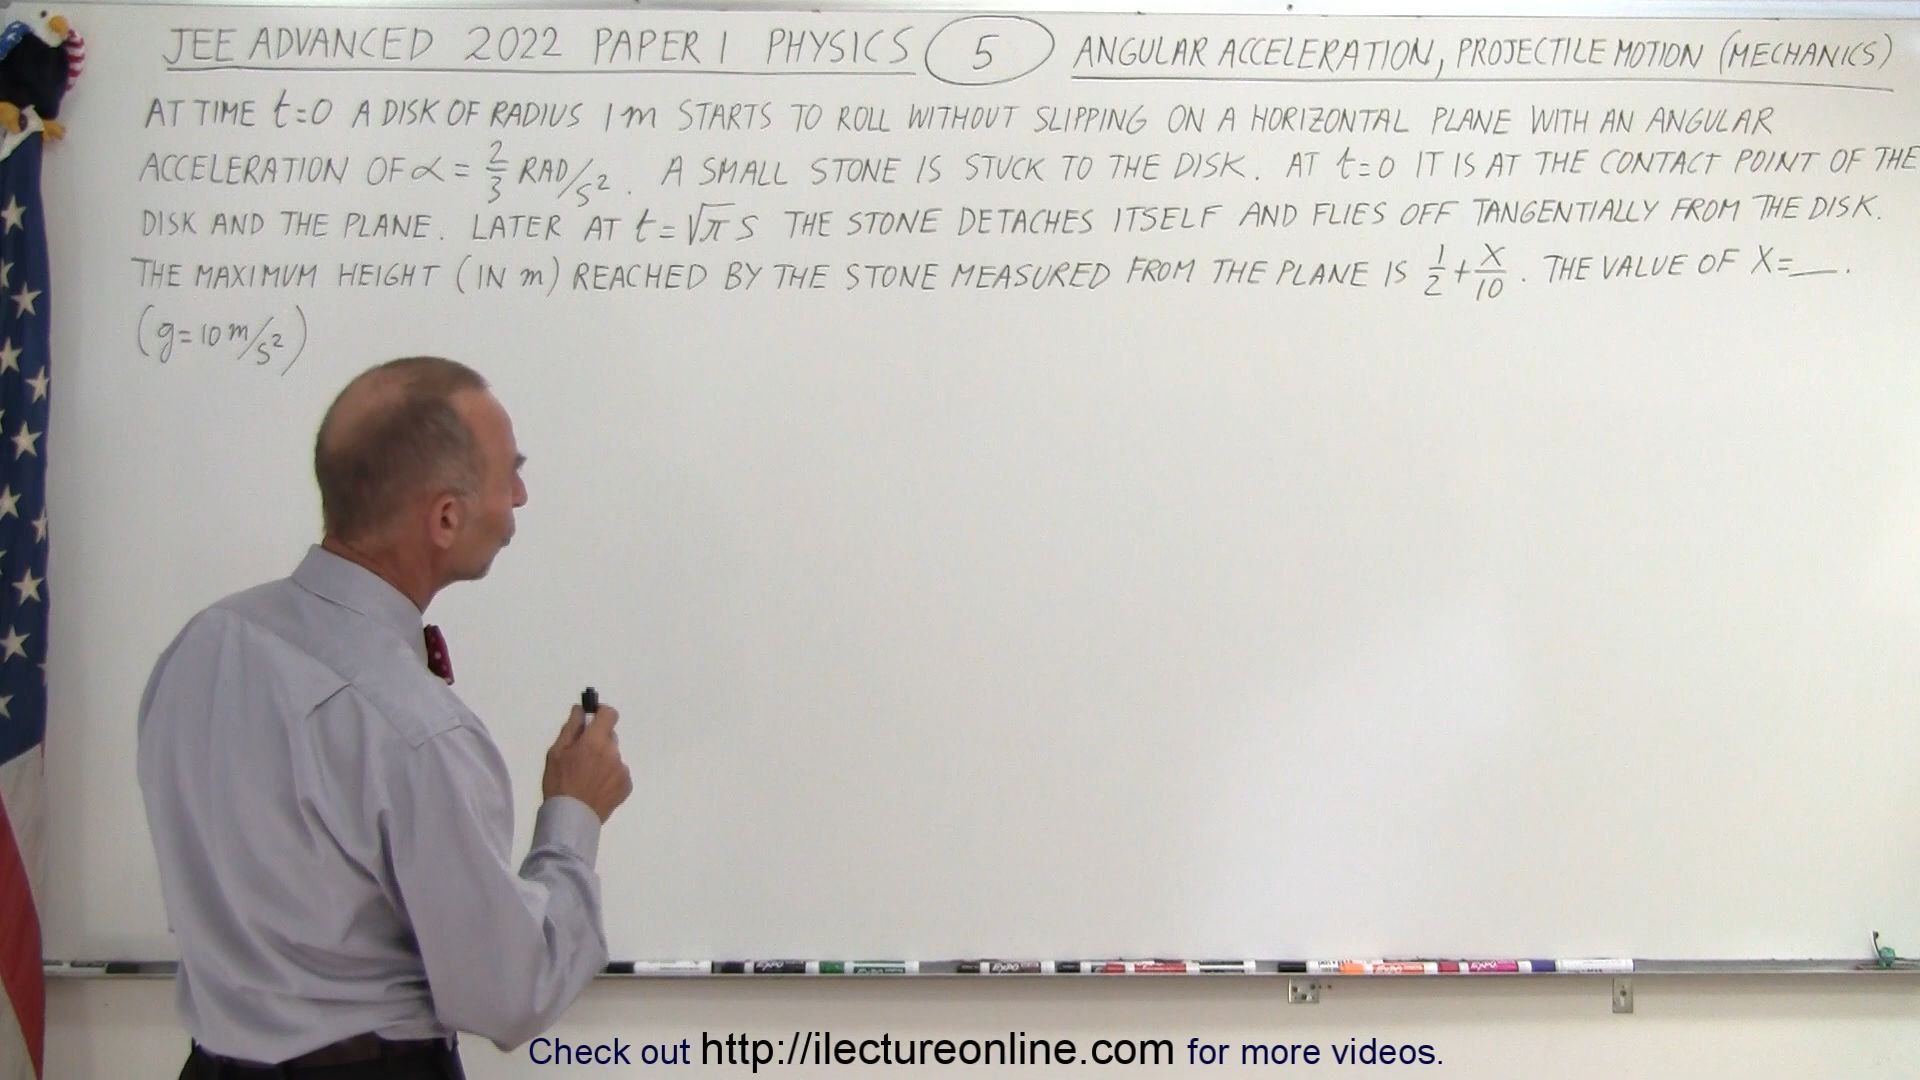 JEE ADVANCED 2022 PAPER 1 PHYSICS 5 ANGULAR ACCELERATION, PROJECTILE MOTION (MECHANICS)
AT TIME t=0 A DISK OF RADIUS 1m STARTS TO ROLL WITHOUT SLIPPING ON A HORIZONTAL PLANE WITH AN ANGULAR
ACCELERATION OF α = 2/3 RAD/S². A SMALL STONE IS STUCK TO THE DISK. AT t=0 IT IS AT THE CONTACT POINT OF THE
DISK AND THE PLANE. LATER AT t=√π S THE STONE DETACHES ITSELF AND FLIES OFF TANGENTIALLY FROM THE DISK.
THE MAXIMUM HEIGHT (IN m) REACHED BY THE STONE MEASURED FROM THE PLANE IS 1/2 + X/10. THE VALUE OF X=__.
(g=10 m/s²)
Check out http://ilectureonline.com for more videos.